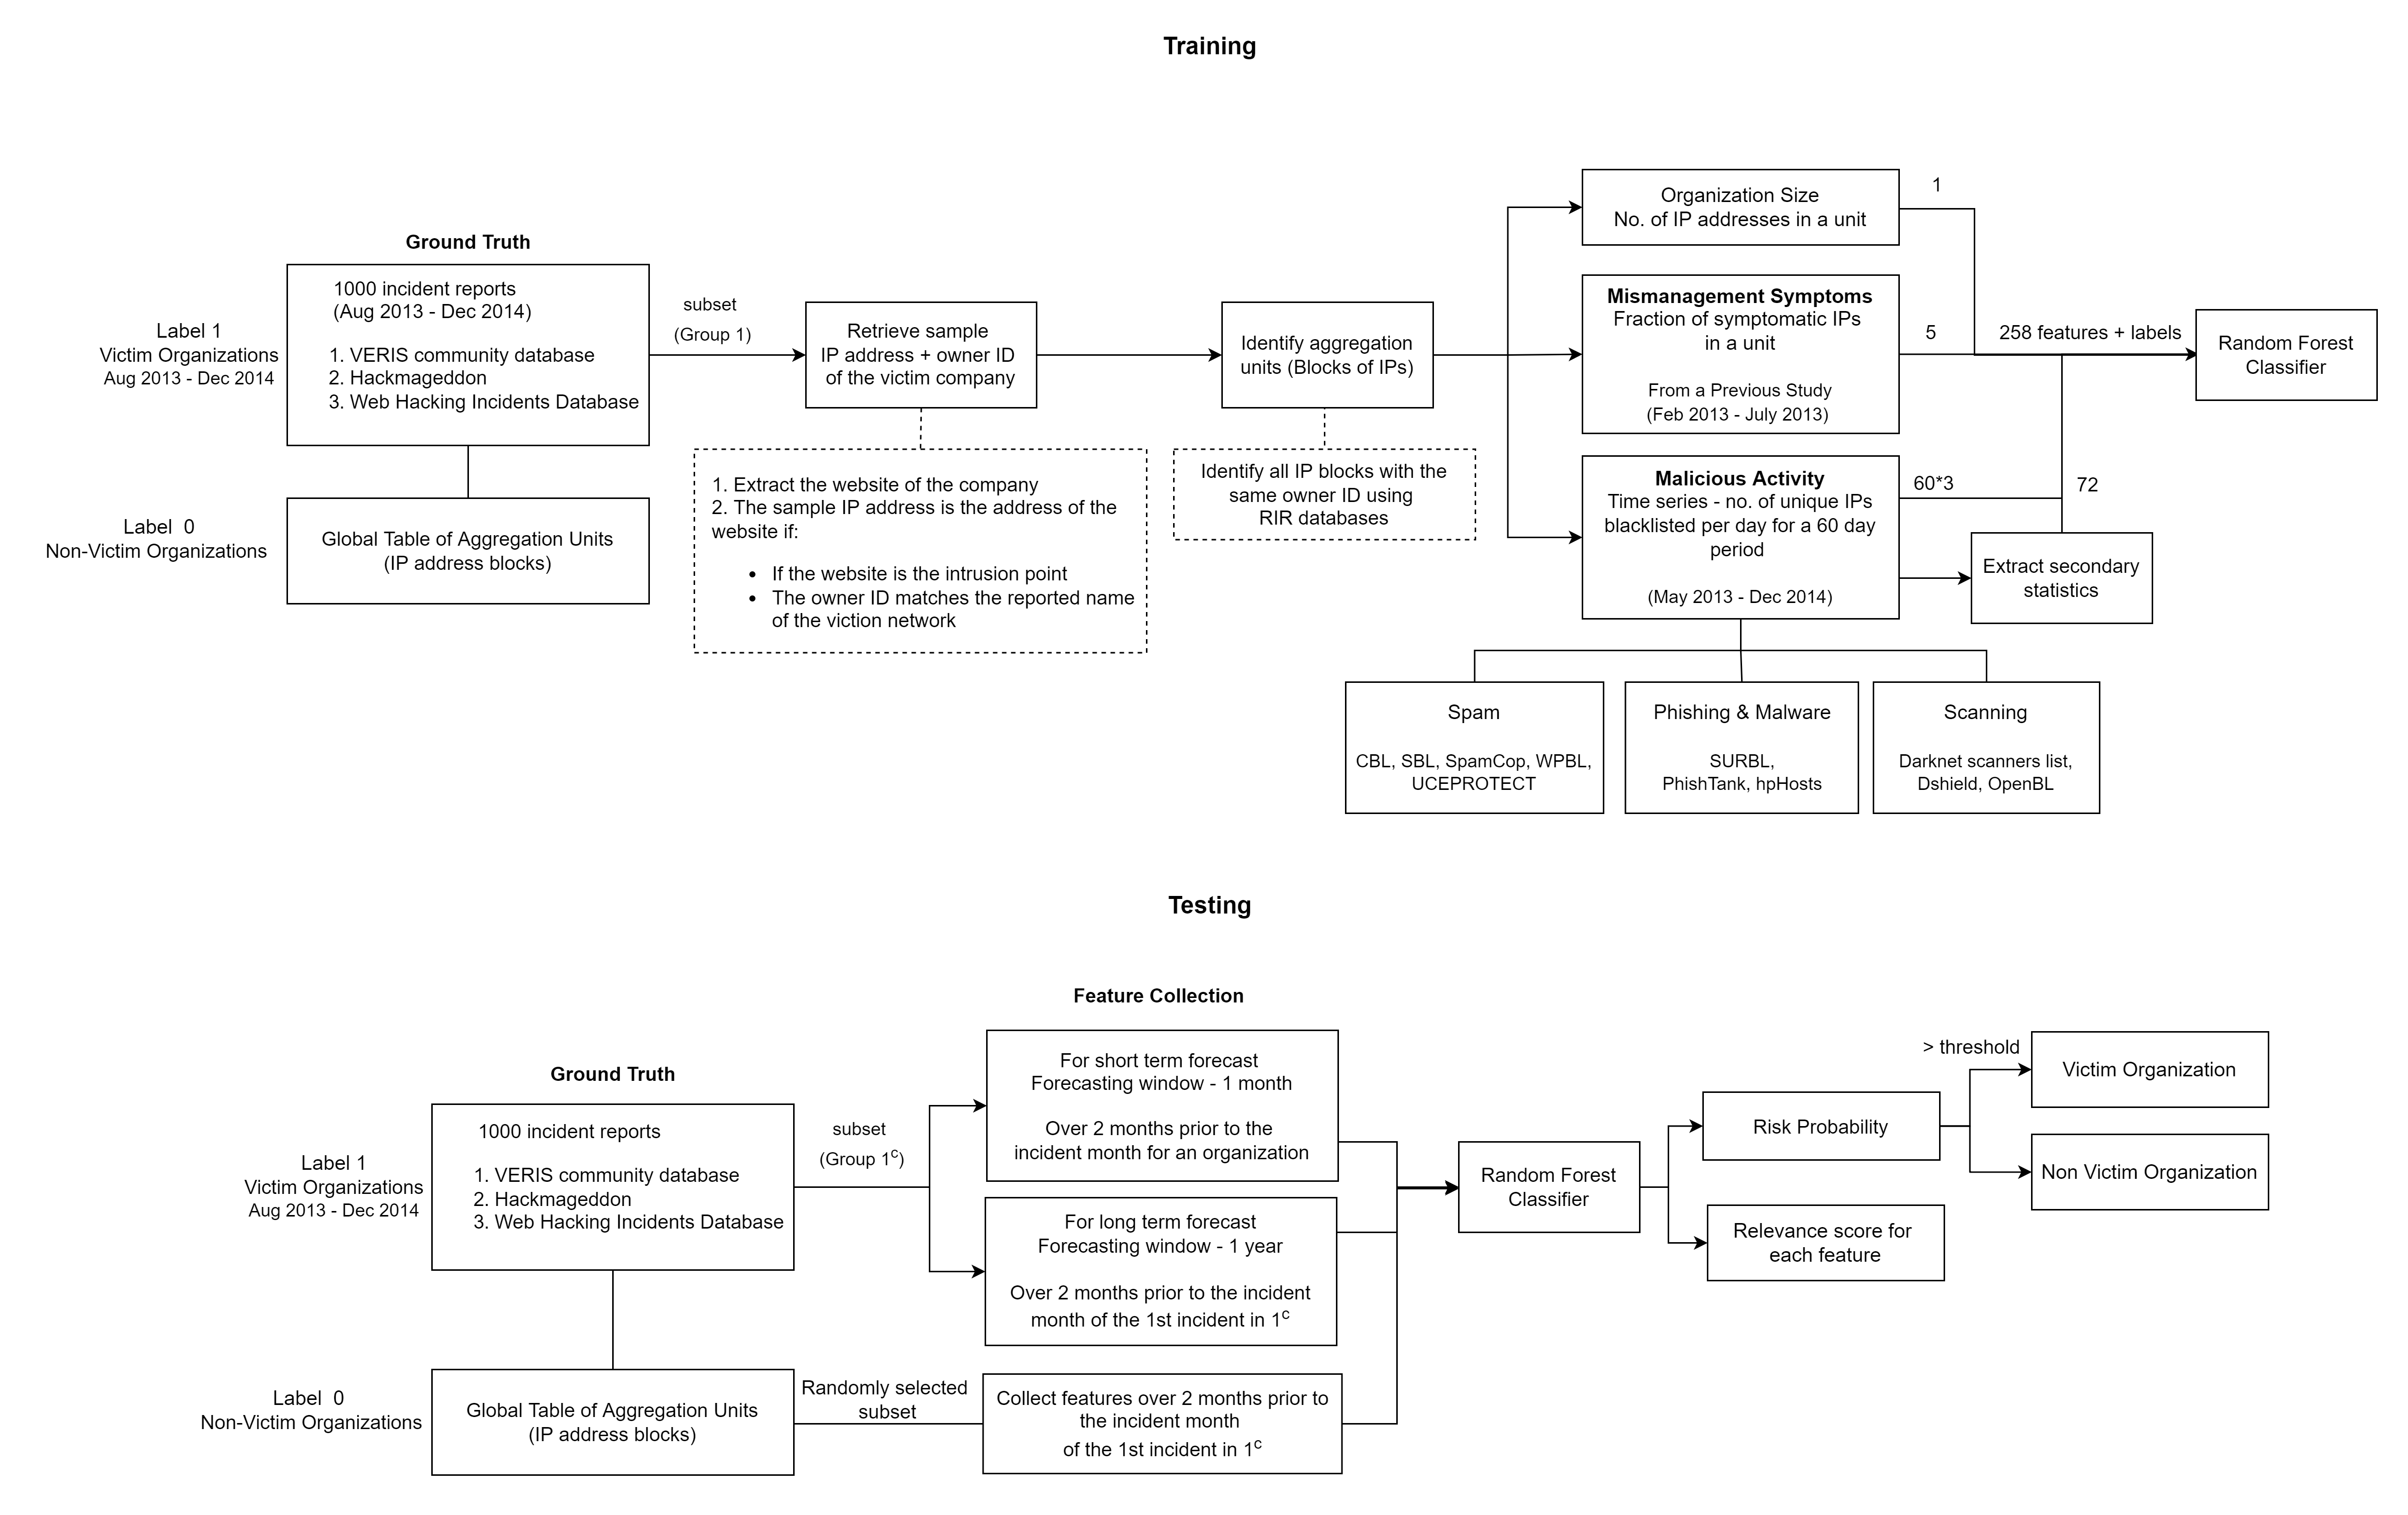 Training
Ground Truth
Label 1
Victim Organizations
Aug 2013 - Dec 2014
1000 incident reports
(Aug 2013 - Dec 2014)
1. VERIS community database
2. Hackmageddon
3. Web Hacking Incidents Database
Label 0
Non-Victim Organizations
Global Table of Aggregation Units
(IP address blocks)
subset
(Group 1)
Retrieve sample
IP address + owner ID
of the victim company
1. Extract the website of the company
2. The sample IP address is the address of the
website if:
• If the website is the intrusion point
• The owner ID matches the reported name
of the viction network
Identify aggregation
units (Blocks of IPs)
Identify all IP blocks with the
same owner ID using
RIR databases
Organization Size
No. of IP addresses in a unit
1
Mismanagement Symptoms
Fraction of symptomatic IPs
in a unit
From a Previous Study
(Feb 2013 - July 2013)
5
258 features + labels
Random Forest
Classifier
Malicious Activity
Time series - no. of unique IPs
blacklisted per day for a 60 day
period
(May 2013 - Dec 2014)
60*3
72
Extract secondary
statistics
Spam
CBL, SBL, SpamCop, WPBL,
UCEPROTECT
Phishing & Malware
SURBL,
PhishTank, hpHosts
Scanning
Darknet scanners list,
Dshield, OpenBL
Testing
Feature Collection
Ground Truth
Label 1
Victim Organizations
Aug 2013 - Dec 2014
1000 incident reports
1. VERIS community database
2. Hackmageddon
3. Web Hacking Incidents Database
subset
(Group 1c)
For short term forecast
Forecasting window - 1 month
Over 2 months prior to the
incident month for an organization
For long term forecast
Forecasting window - 1 year
Over 2 months prior to the incident
month of the 1st incident in 1c
Label 0
Non-Victim Organizations
Global Table of Aggregation Units
(IP address blocks)
Randomly selected
subset
Collect features over 2 months prior to
the incident month
of the 1st incident in 1c
Random Forest
Classifier
Risk Probability
Relevance score for
each feature
> threshold
Victim Organization
Non Victim Organization